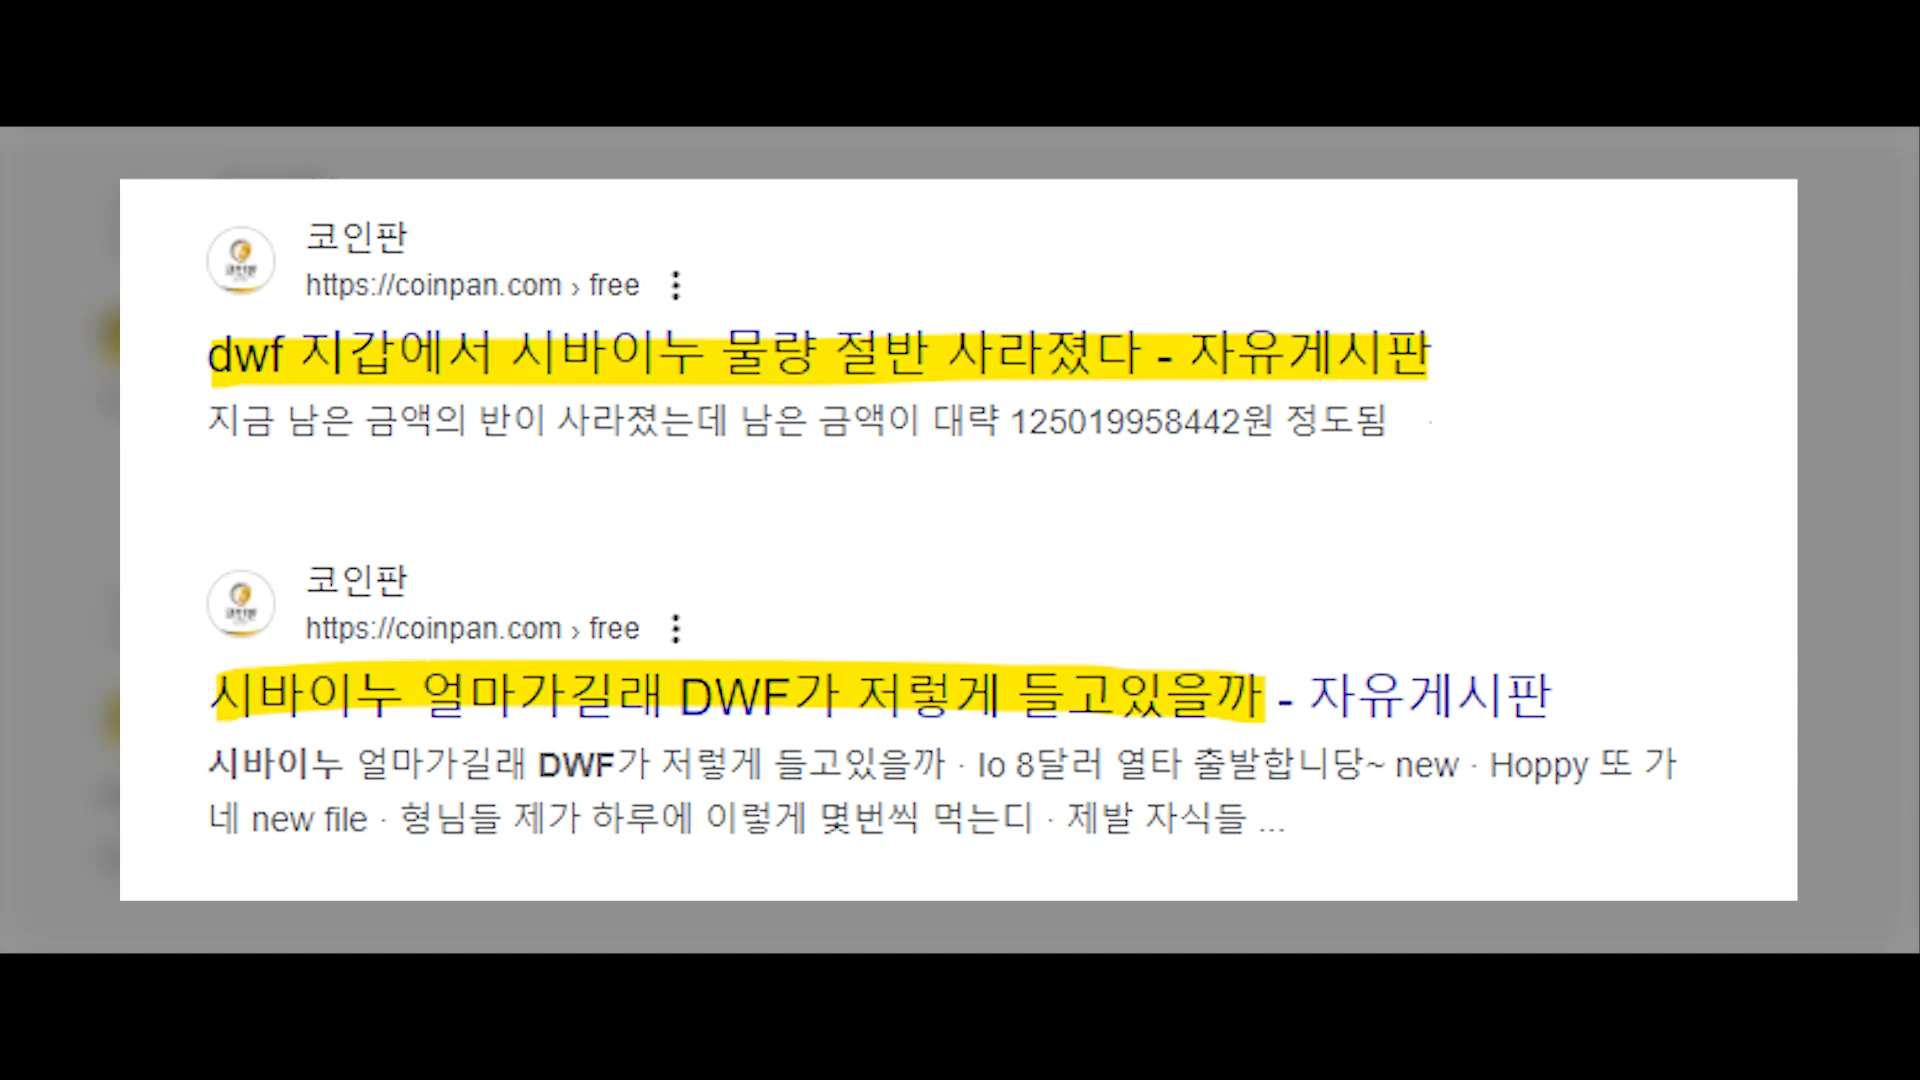 코인판
https://coinpan.com › free
dwf 지갑에서 시바이누 물량 절반 사라졌다 - 자유게시판
지금 남은 금액의 반이 사라졌는데 남은 금액이 대략 125019958442원 정도됨
코인판
https://coinpan.com › free
시바이누 얼마가길래 DWF가 저렇게 들고있을까 - 자유게시판
시바이누 얼마가길래 DWF가 저렇게 들고있을까 · Io 8달러 열타 출발합니당~ new · Hoppy 또 가
네 new file · 형님들 제가 하루에 이렇게 몇번씩 먹는디 · 제발 자식들 ...